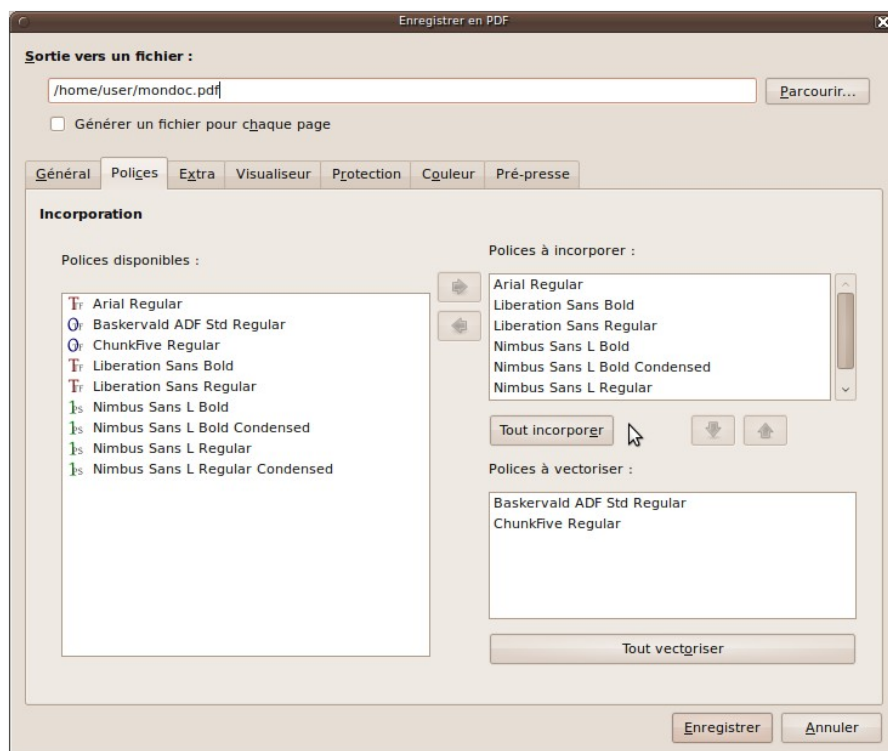 Enregistrer en PDF
Sortie vers un fichier :
/home/user/mondoc.pdf
Parcourir...
Générer un fichier pour chaque page
Général
Polices
Extra
Visualiseur
Protection
Couleur
Pré-presse
Incorporation
Polices disponibles :
Arial Regular
Baskervald ADF Std Regular
ChunkFive Regular
Liberation Sans Bold
Liberation Sans Regular
Nimbus Sans L Bold
Nimbus Sans L Bold Condensed
Nimbus Sans L Regular
Nimbus Sans L Regular Condensed
Polices à incorporer :
Arial Regular
Liberation Sans Bold
Liberation Sans Regular
Nimbus Sans L Bold
Nimbus Sans L Bold Condensed
Nimbus Sans L Regular
Tout incorporer
Polices à vectoriser :
Baskervald ADF Std Regular
ChunkFive Regular
Tout vectoriser
Enregistrer
Annuler